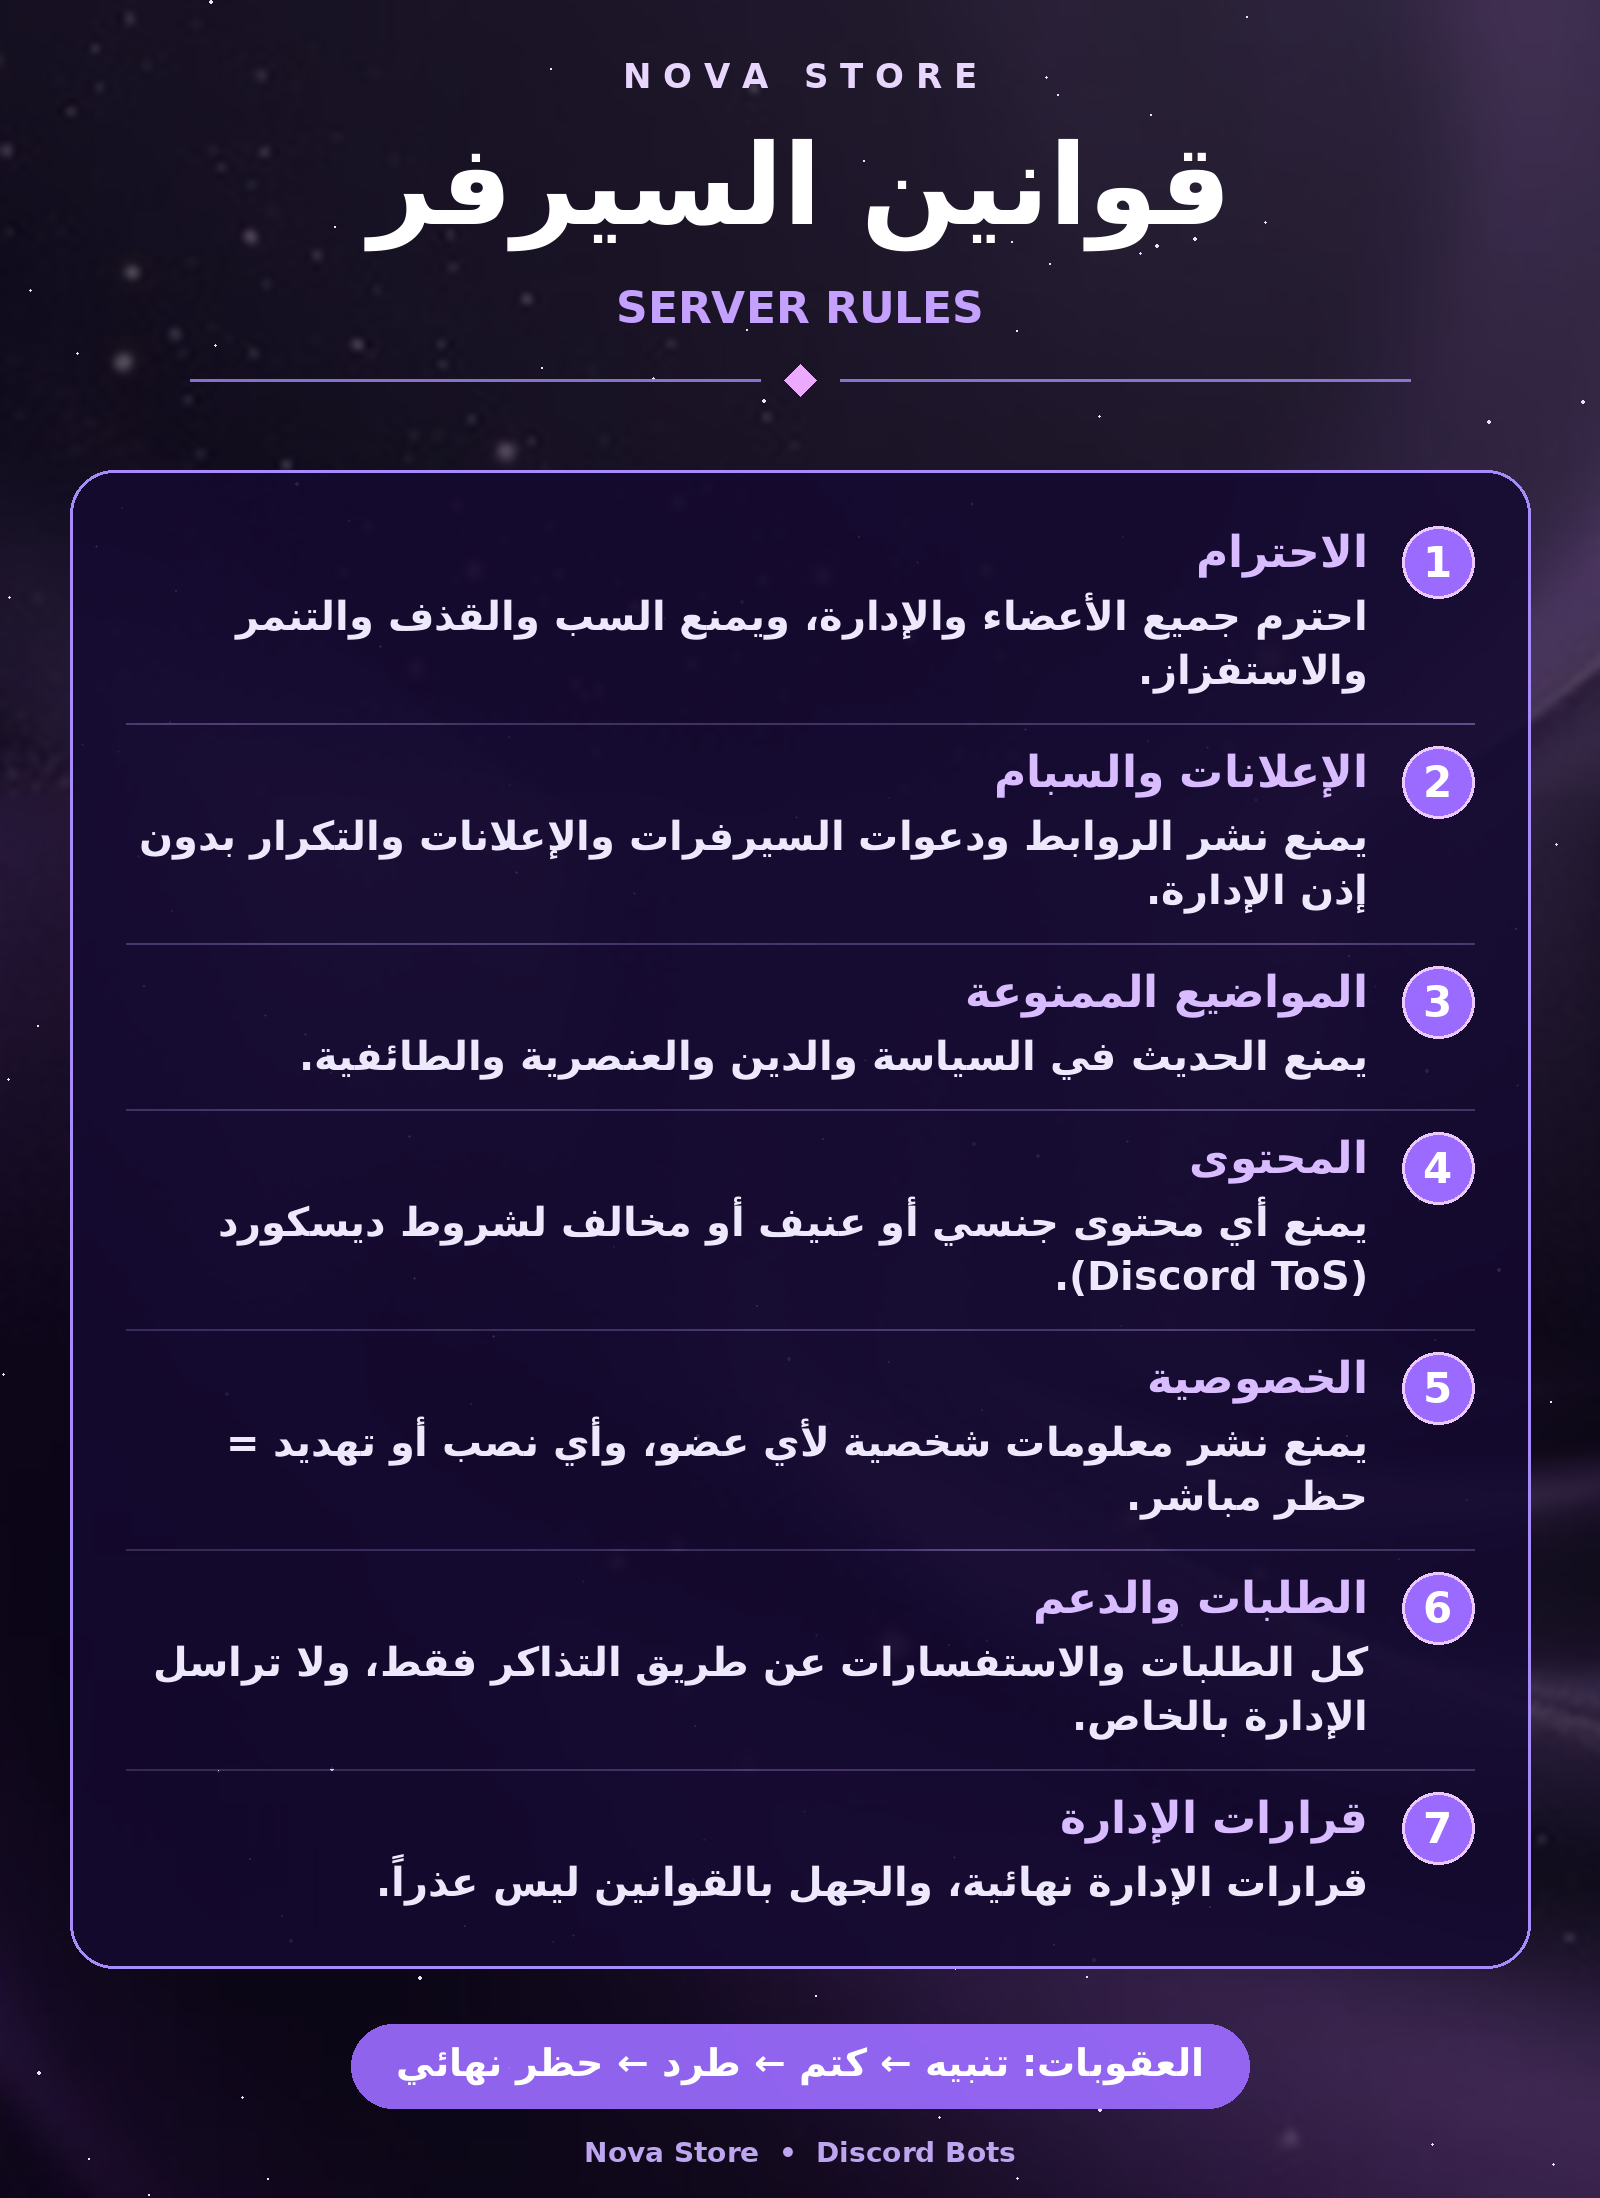 NOVA STORE
قوانين السيرفر
SERVER RULES
1
الاحترام
احترم جميع الأعضاء والإدارة، ويمنع السب والقذف والتنمر
والاستفزاز.
2
الإعلانات والسبام
يمنع نشر الروابط ودعوات السيرفرات والإعلانات والتكرار بدون
إذن الإدارة.
3
المواضيع الممنوعة
يمنع الحديث في السياسة والدين والعنصرية والطائفية.
4
المحتوى
يمنع أي محتوى جنسي أو عنيف أو مخالف لشروط ديسكورد
(Discord ToS).
5
الخصوصية
يمنع نشر معلومات شخصية لأي عضو، وأي نصب أو تهديد =
حظر مباشر.
6
الطلبات والدعم
كل الطلبات والاستفسارات عن طريق التذاكر فقط، ولا تراسل
الإدارة بالخاص.
7
قرارات الإدارة
قرارات الإدارة نهائية، والجهل بالقوانين ليس عذراً.
العقوبات: تنبيه ← كتم ← طرد ← حظر نهائي
Nova Store • Discord Bots